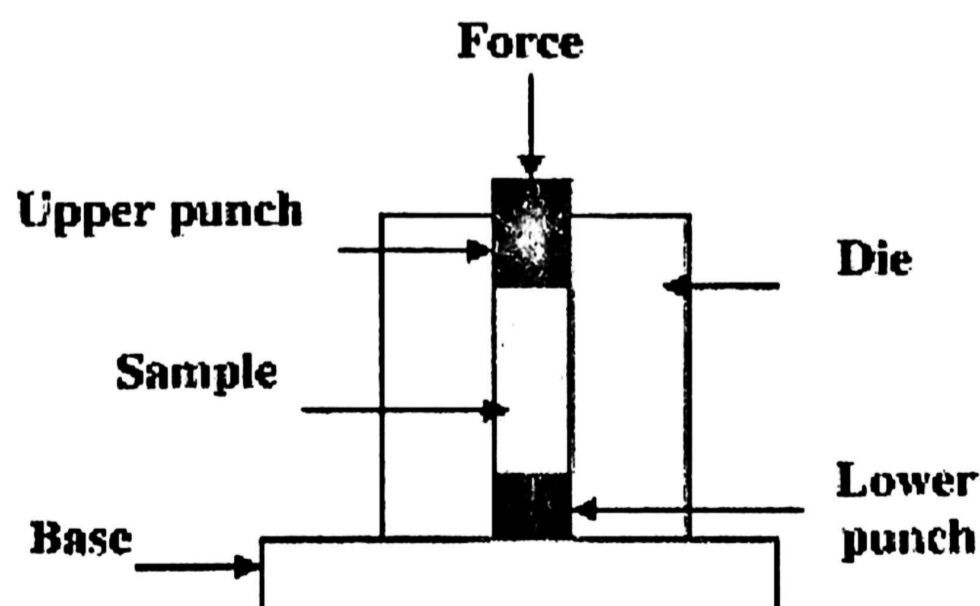 Force
Upper punch
Die
Sample
Lower
punch
Base